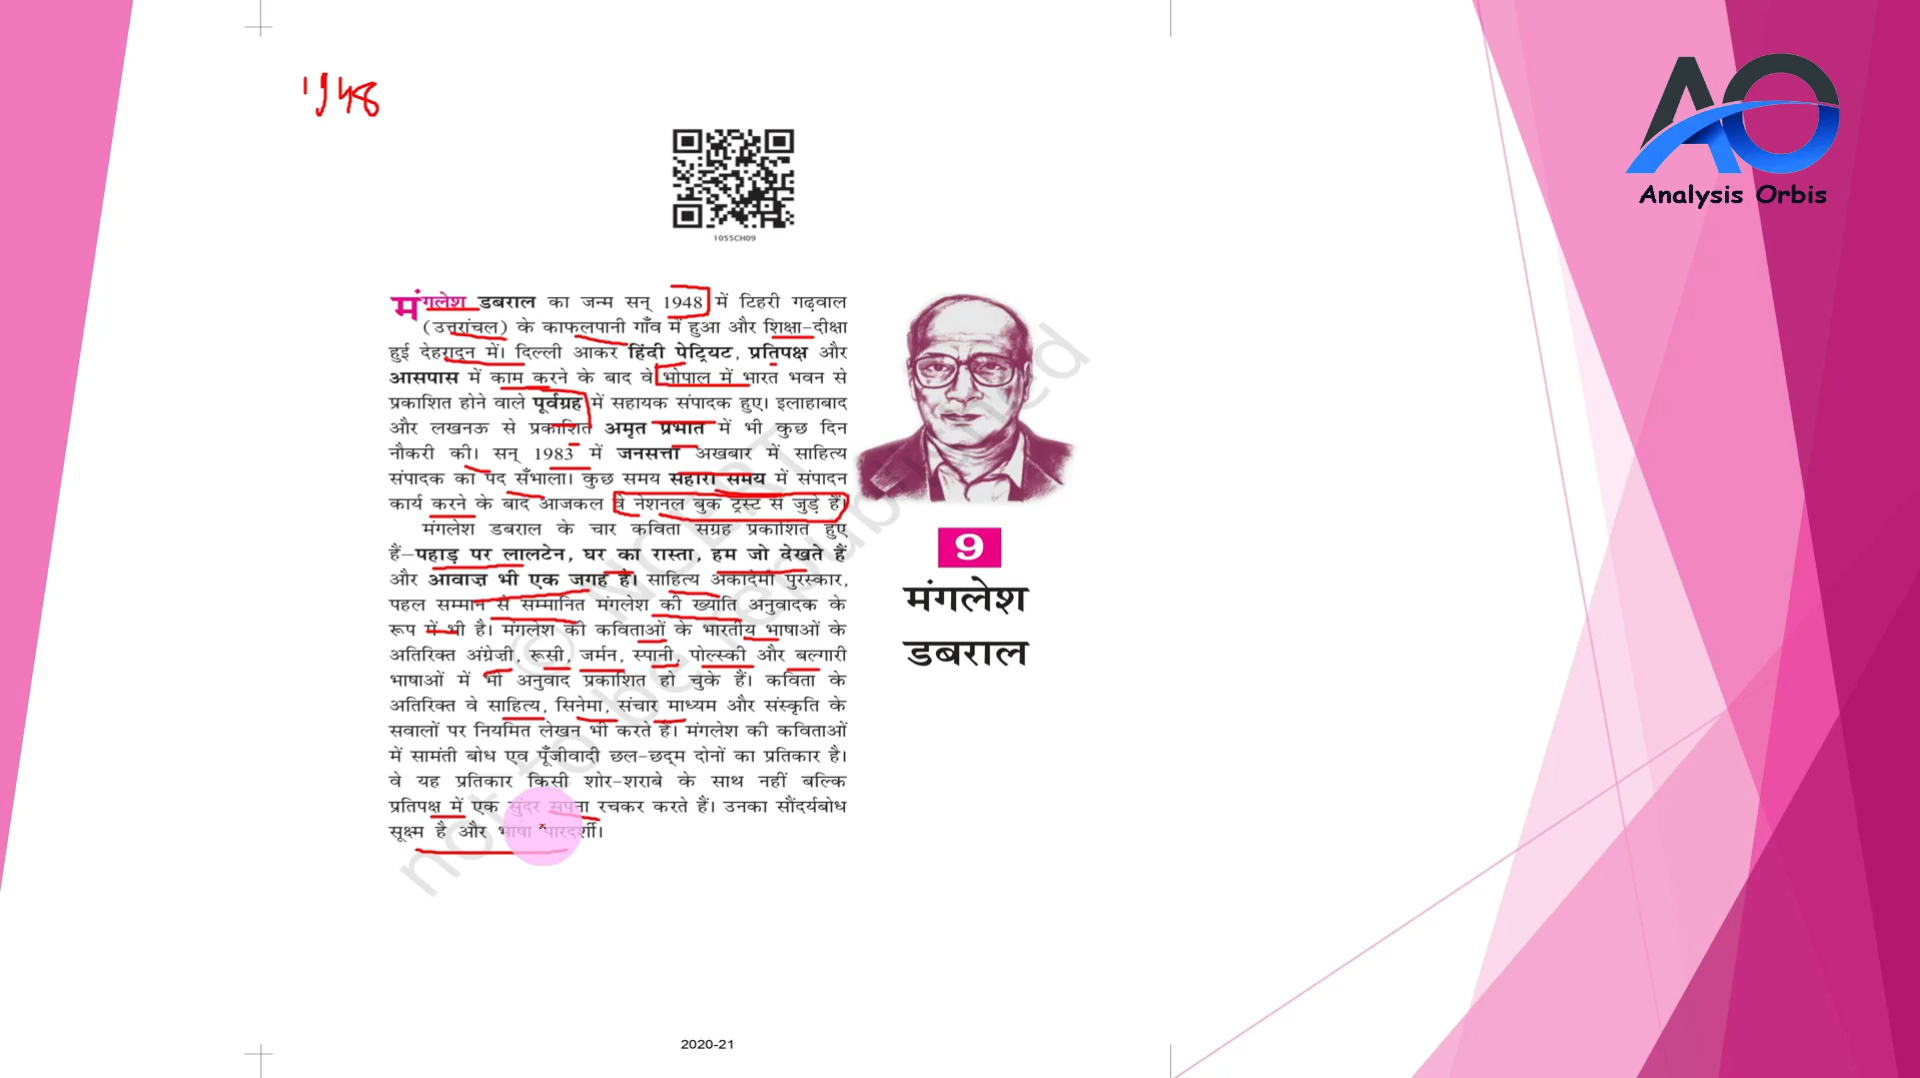 1948
Analysis Orbis
1055CH09
मंगलेश डबराल का जन्म सन् 1948 में टिहरी गढ़वाल
(उत्तरांचल) के काफलपानी गाँव में हुआ और शिक्षा-दीक्षा
हुई देहरादून में। दिल्ली आकर हिंदी पेट्रियट, प्रतिपक्ष और
आसपास में काम करने के बाद वे भोपाल में भारत भवन से
प्रकाशित होने वाले पूर्वग्रह में सहायक संपादक हुए। इलाहाबाद
और लखनऊ से प्रकाशित अमृत प्रभात में भी कुछ दिन
नौकरी की। सन् 1983 में जनसत्ता अखबार में साहित्य
संपादक का पद सँभाला। कुछ समय सहारा समय में संपादन
कार्य करने के बाद आजकल वे नेशनल बुक ट्रस्ट से जुड़े हैं।
मंगलेश डबराल के चार कविता संग्रह प्रकाशित हुए
हैं–पहाड़ पर लालटेन, घर का रास्ता, हम जो देखते हैं
और आवाज़ भी एक जगह है। साहित्य अकादेमी पुरस्कार,
पहल सम्मान से सम्मानित मंगलेश की ख्याति अनुवादक के
रूप में भी है। मंगलेश की कविताओं के भारतीय भाषाओं के
अतिरिक्त अंग्रेज़ी, रूसी, जर्मन, स्पानी, पोल्स्की और बल्गारी
भाषाओं में भी अनुवाद प्रकाशित हो चुके हैं। कविता के
अतिरिक्त वे साहित्य, सिनेमा, संचार माध्यम और संस्कृति के
सवालों पर नियमित लेखन भी करते हैं। मंगलेश की कविताओं
में सामंती बोध एव पूँजीवादी छल-छद्म दोनों का प्रतिकार है।
वे यह प्रतिकार किसी शोर-शराबे के साथ नहीं बल्कि
प्रतिपक्ष में एक सुंदर सपना रचकर करते हैं। उनका सौंदर्यबोध
सूक्ष्म है और भाषा पारदर्शी।
9
मंगलेश
डबराल
© NCERT
not to be republished
2020-21